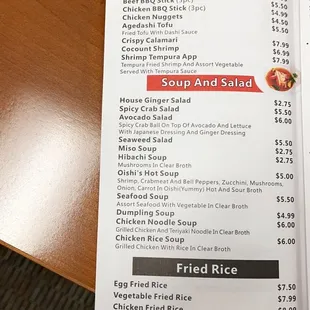 Beef BBQ Stick (3pc)
Chicken BBQ Stick (3pc) $5.50
Chicken Nuggets $4.99
Agedashi Tofu $5.50
Fried Tofu With Dashi Sauce
Crispy Calamari $7.99
Cocount Shrimp $6.99
Shrimp Tempura App $7.99
Tempura Fried Shrimp And Assort Vegetable
Served With Tempura Sauce
Soup And Salad
House Ginger Salad $2.75
Spicy Crab Salad $5.50
Avocado Salad $6.00
Spicy Crab Ball On Top Of Avocado And Lettuce
With Japanese Dressing And Ginger Dressing
Seaweed Salad $5.50
Miso Soup $2.75
Hibachi Soup $2.75
Mushrooms In Clear Broth
Oishi's Hot Soup $5.00
Shrimp, Crabmeat And Bell Peppers, Zucchini, Mushrooms,
Onion, Carrot In Oishi(Yummy) Hot And Sour Broth
Seafood Soup $5.50
Assort Seafood With Vegetable In Clear Broth
Dumpling Soup $4.99
Chicken Noodle Soup $6.00
Grilled Chicken And Teriyaki Noodle In Clear Broth
Chicken Rice Soup $6.00
Grilled Chicken With Rice In Clear Broth
Fried Rice
Egg Fried Rice $7.50
Vegetable Fried Rice $7.99
Chicken Fried Rice